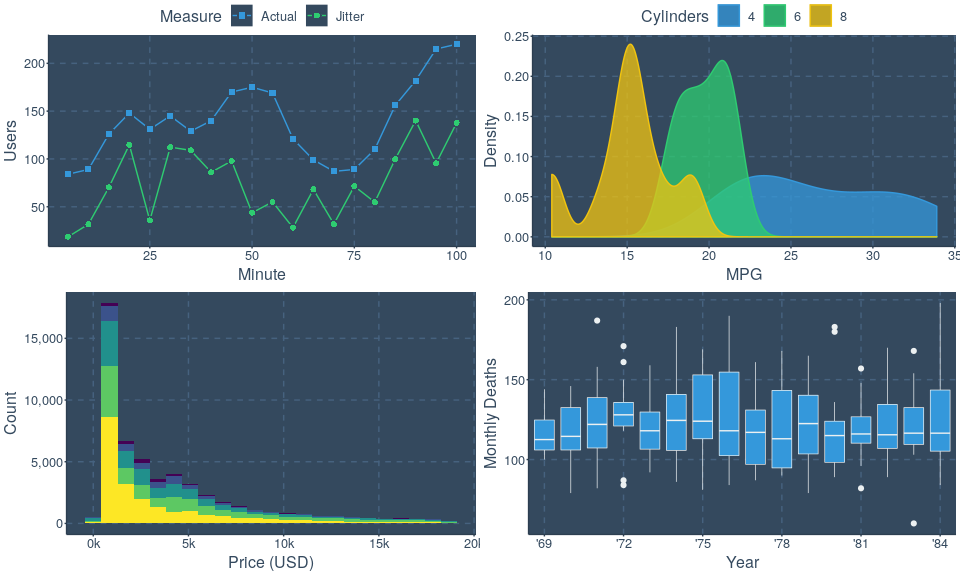 Measure Actual Jitter
Users
200
150
100
50
25 50 75 100
Minute
Cylinders 4 6 8
Density
0.25
0.20
0.15
0.10
0.05
0.00
10 15 20 25 30 35
MPG
Count
15,000
10,000
5,000
0
0k 5k 10k 15k 20
Price (USD)
Monthly Deaths
200
150
100
'69 '72 '75 '78 '81 '84
Year